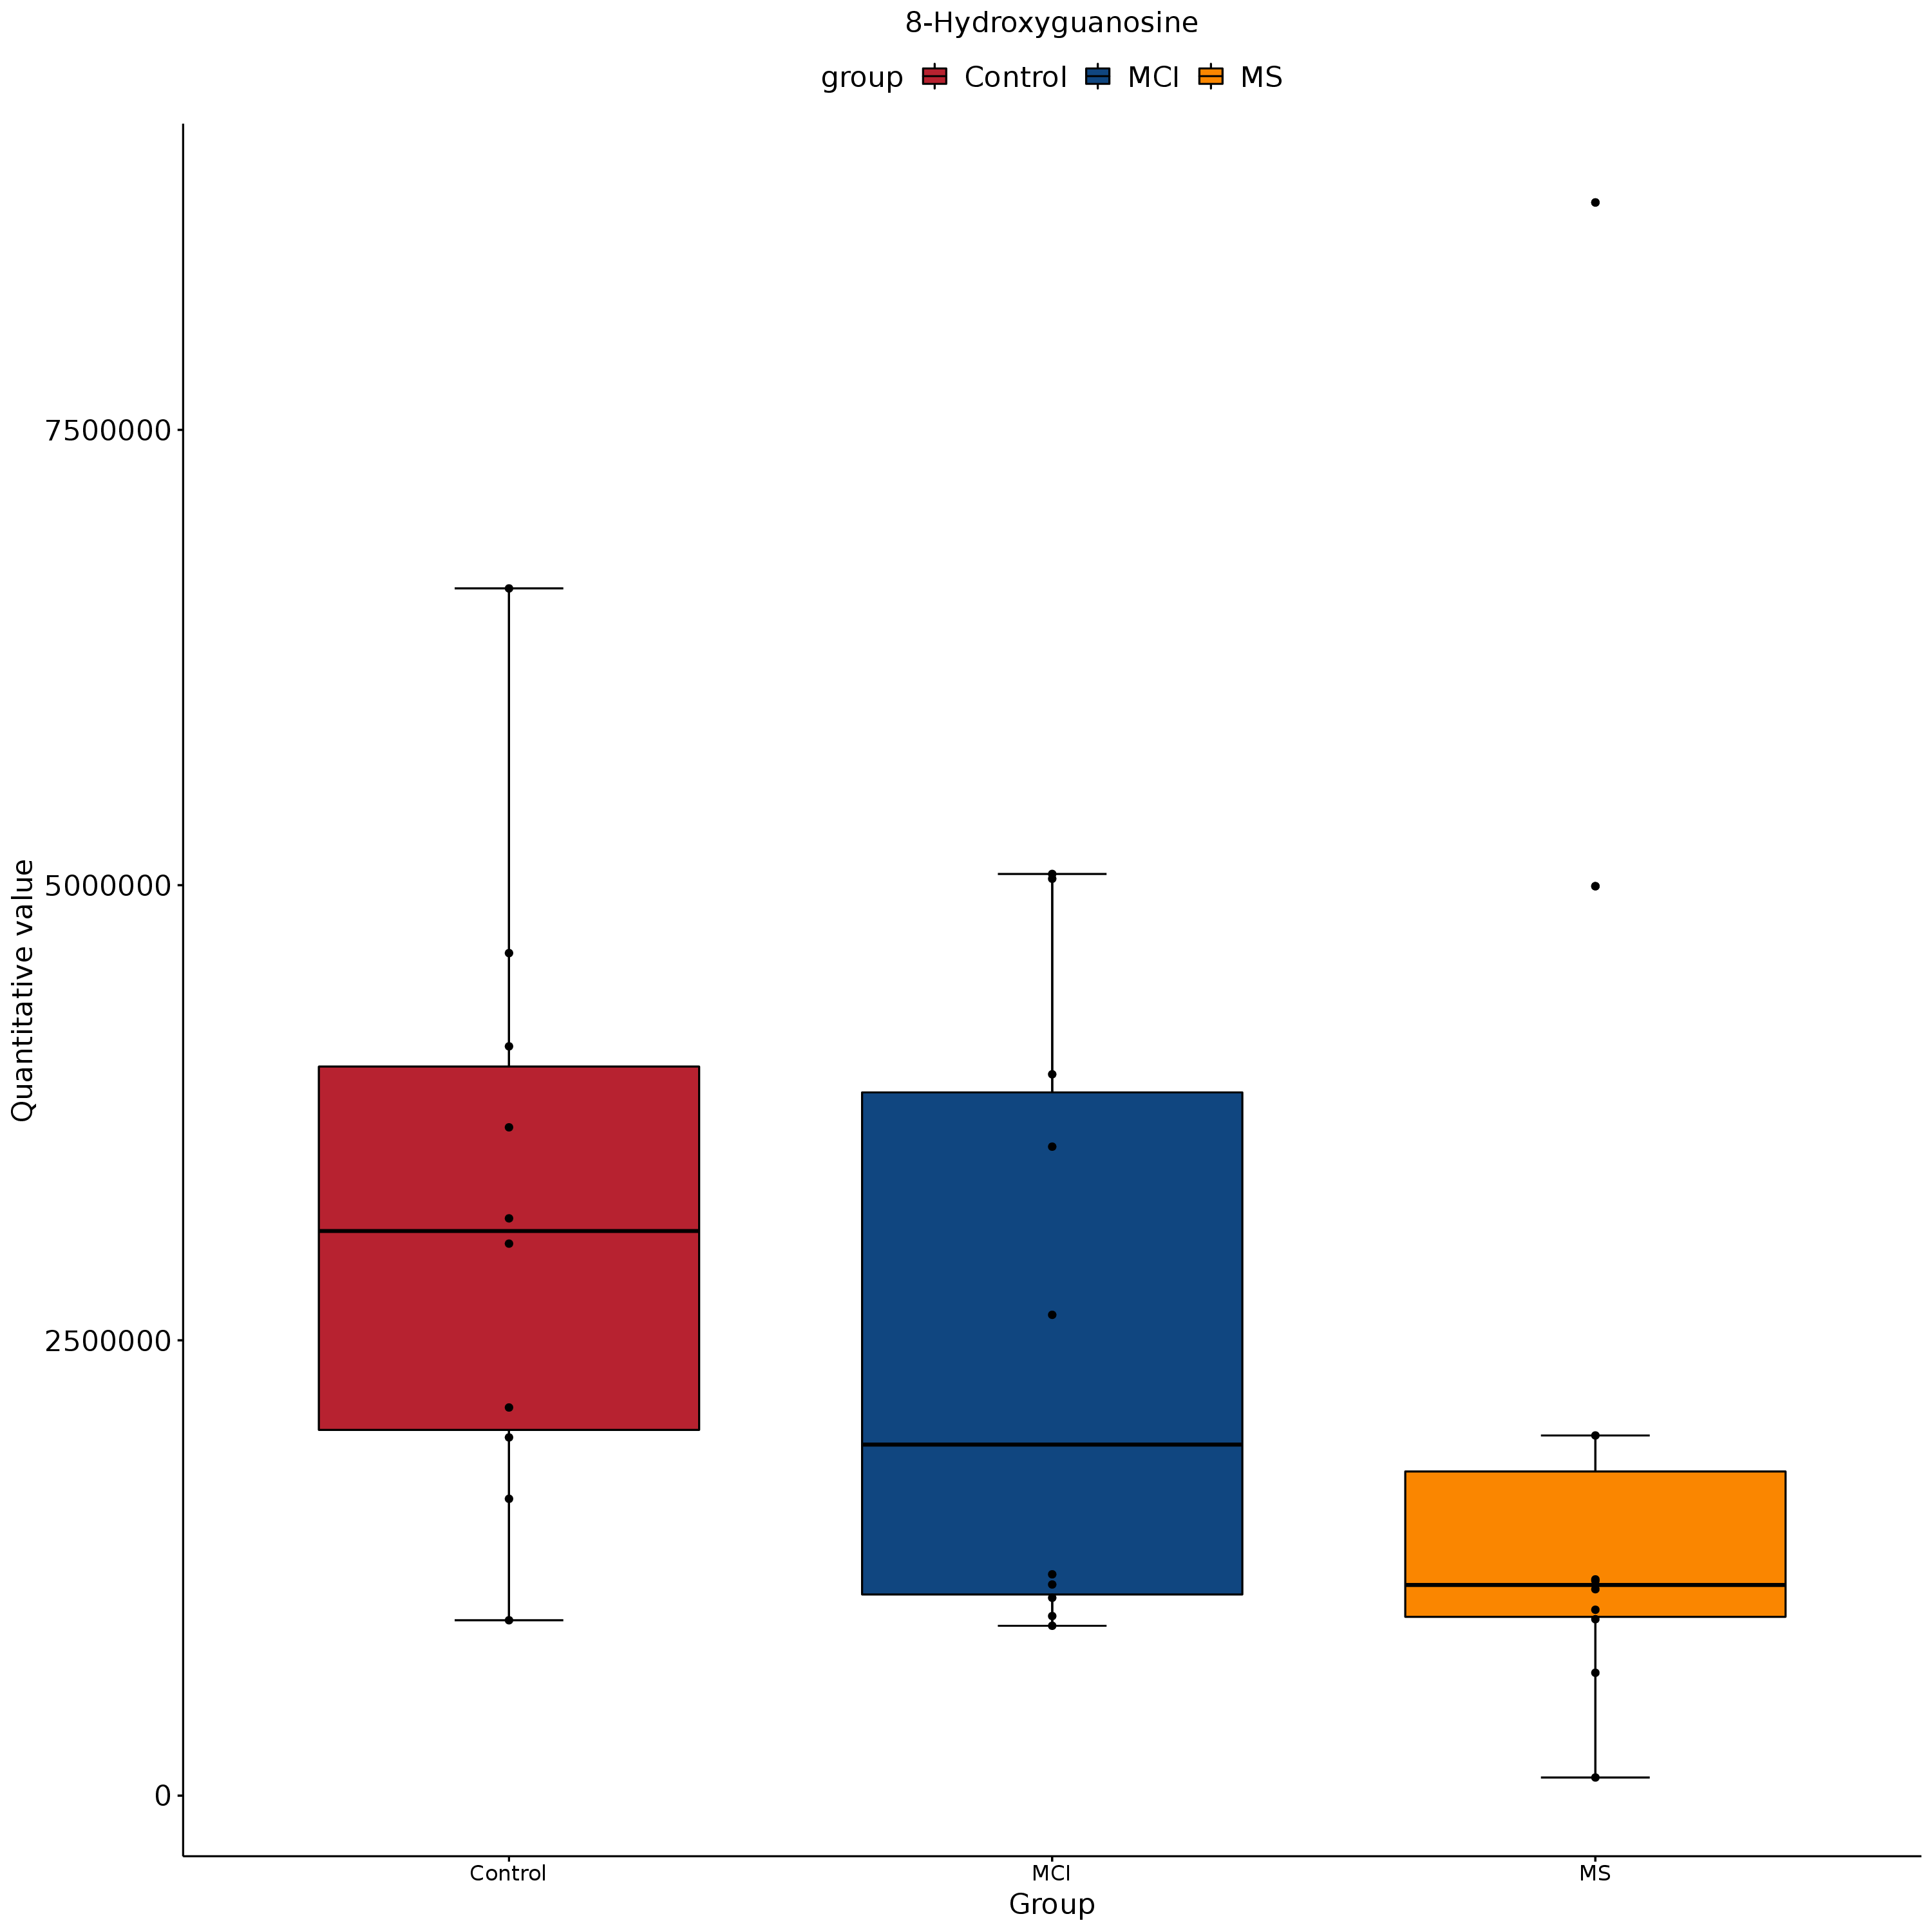 8-Hydroxyguanosine
group Control MCI MS
Quantitative value
7500000
5000000
2500000
0
Control MCI MS
Group